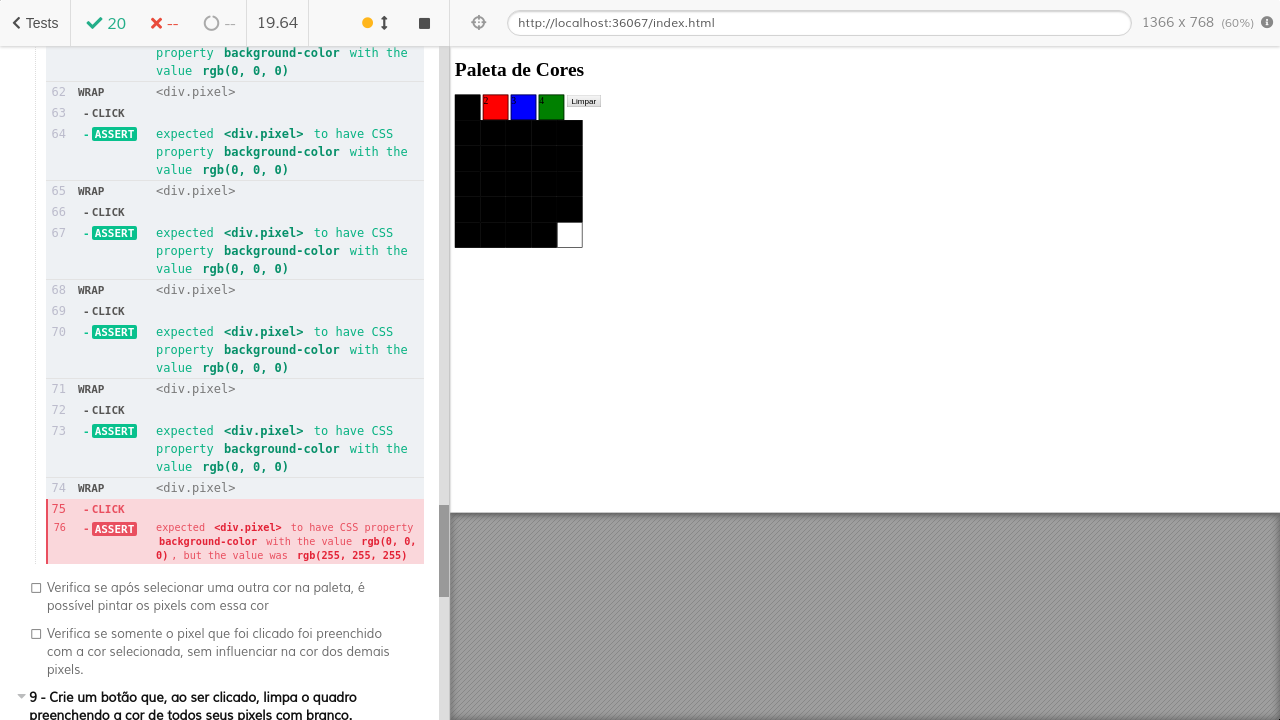 Tests
20
--
--
19.64
http://localhost:36067/index.html
1366 x 768 (60%)
property background-color with the
value rgb(0, 0, 0)
62 WRAP <div.pixel>
63 -CLICK
64 -ASSERT expected <div.pixel> to have CSS
property background-color with the
value rgb(0, 0, 0)
65 WRAP <div.pixel>
66 -CLICK
67 -ASSERT expected <div.pixel> to have CSS
property background-color with the
value rgb(0, 0, 0)
68 WRAP <div.pixel>
69 -CLICK
70 -ASSERT expected <div.pixel> to have CSS
property background-color with the
value rgb(0, 0, 0)
71 WRAP <div.pixel>
72 -CLICK
73 -ASSERT expected <div.pixel> to have CSS
property background-color with the
value rgb(0, 0, 0)
74 WRAP <div.pixel>
75 -CLICK
76 -ASSERT expected <div.pixel> to have CSS property
background-color with the value rgb(0, 0,
0), but the value was rgb(255, 255, 255)
Verifica se após selecionar uma outra cor na paleta, é
possível pintar os pixels com essa cor
Verifica se somente o pixel que foi clicado foi preenchido
com a cor selecionada, sem influenciar na cor dos demais
pixels.
9 - Crie um botão que, ao ser clicado, limpa o quadro
preenchendo a cor de todos seus pixels com branco.
Paleta de Cores
2
4
Limpar